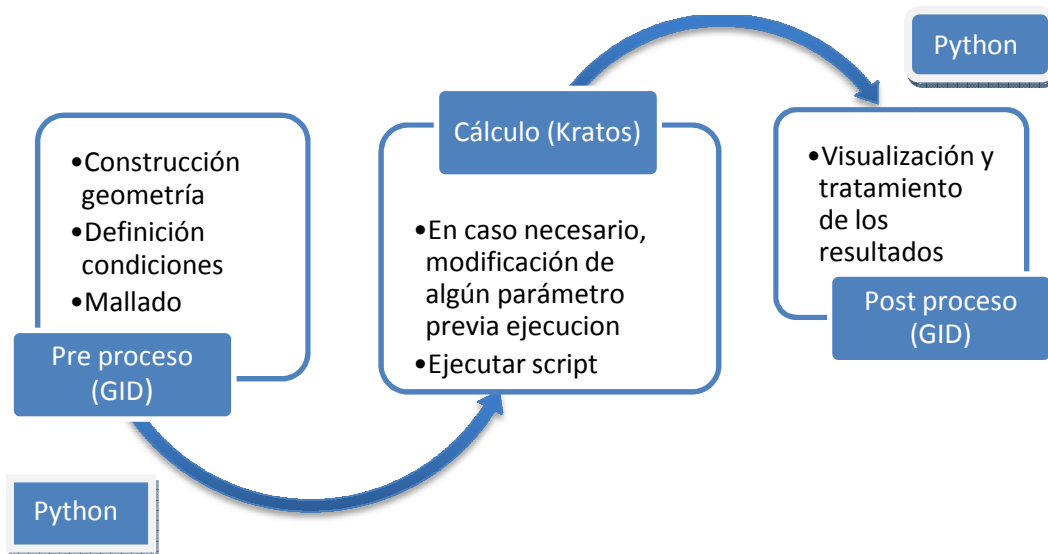 •Construcción
geometría
•Definición
condiciones
•Mallado
Pre proceso
(GID)
Python
Cálculo (Kratos)
•En caso necesario,
modificación de
algún parámetro
previa ejecucion
•Ejecutar script
Python
•Visualización y
tratamiento
de los
resultados
Post proceso
(GID)